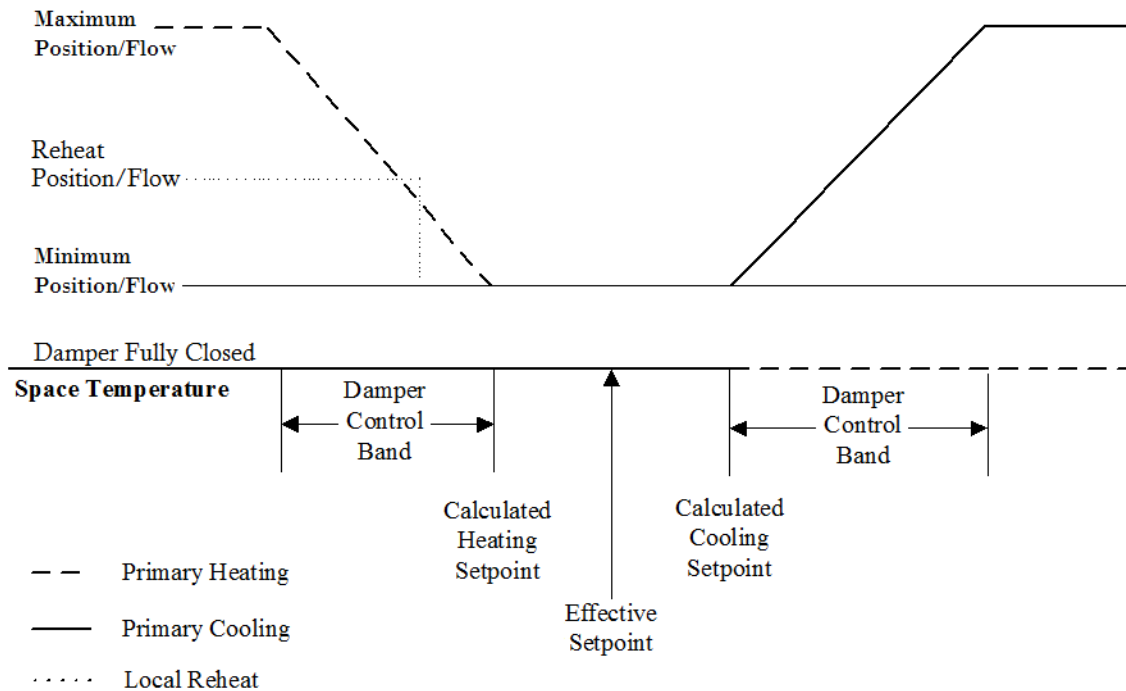 Maximum
Position/Flow
Reheat
Position/Flow
Minimum
Position/Flow
Damper Fully Closed
Space Temperature
Damper
Control
Band
Damper
Control
Band
Calculated
Heating
Setpoint
Calculated
Cooling
Setpoint
Effective
Setpoint
Primary Heating
Primary Cooling
Local Reheat